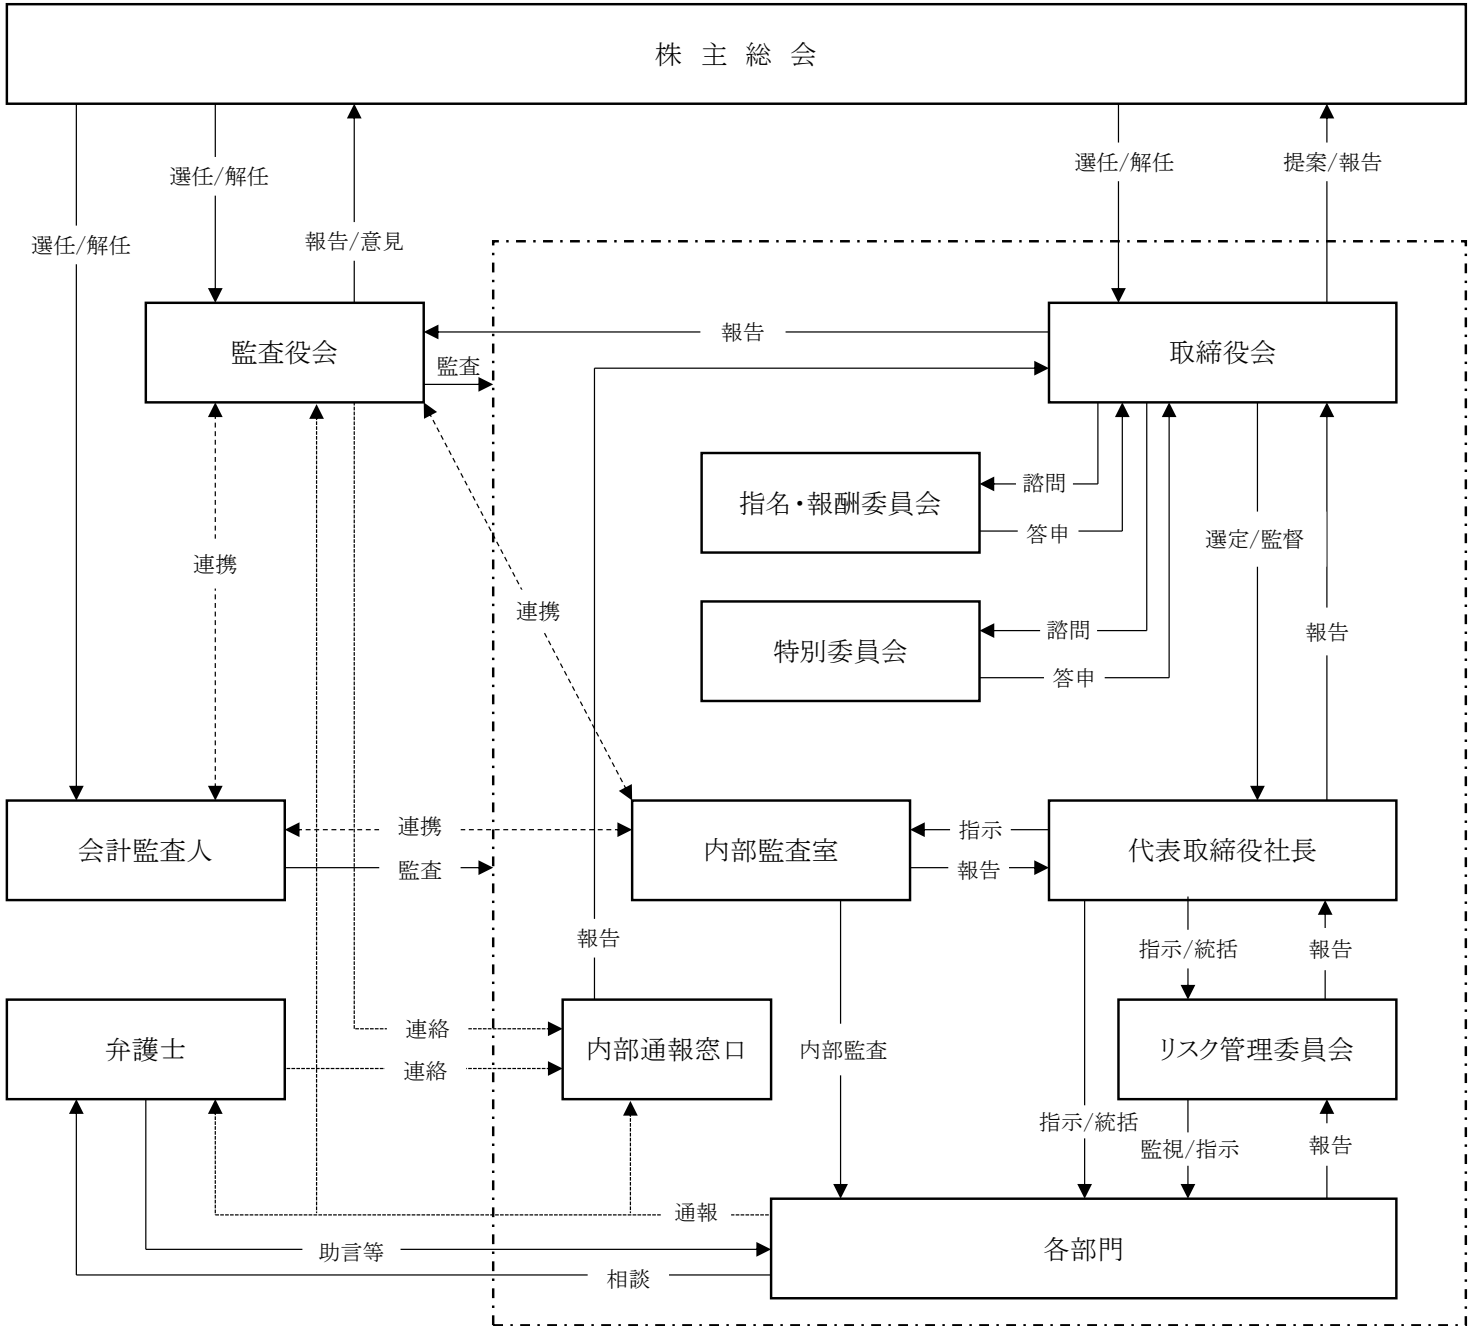 株 主 総 会
選任/解任
提案/報告
選任/解任
報告/意見
選任/解任
報告
監査役会
取締役会
監査
諮問
指名・報酬委員会
答申
選定/監督
連携
連携
諮問
特別委員会
報告
答申
連携
指示
会計監査人
内部監査室
代表取締役社長
監査
報告
報告
指示/統括
報告
連絡
弁護士
内部通報窓口
内部監査
リスク管理委員会
連絡
指示/統括
監視/指示
報告
通報
助言等
各部門
相談